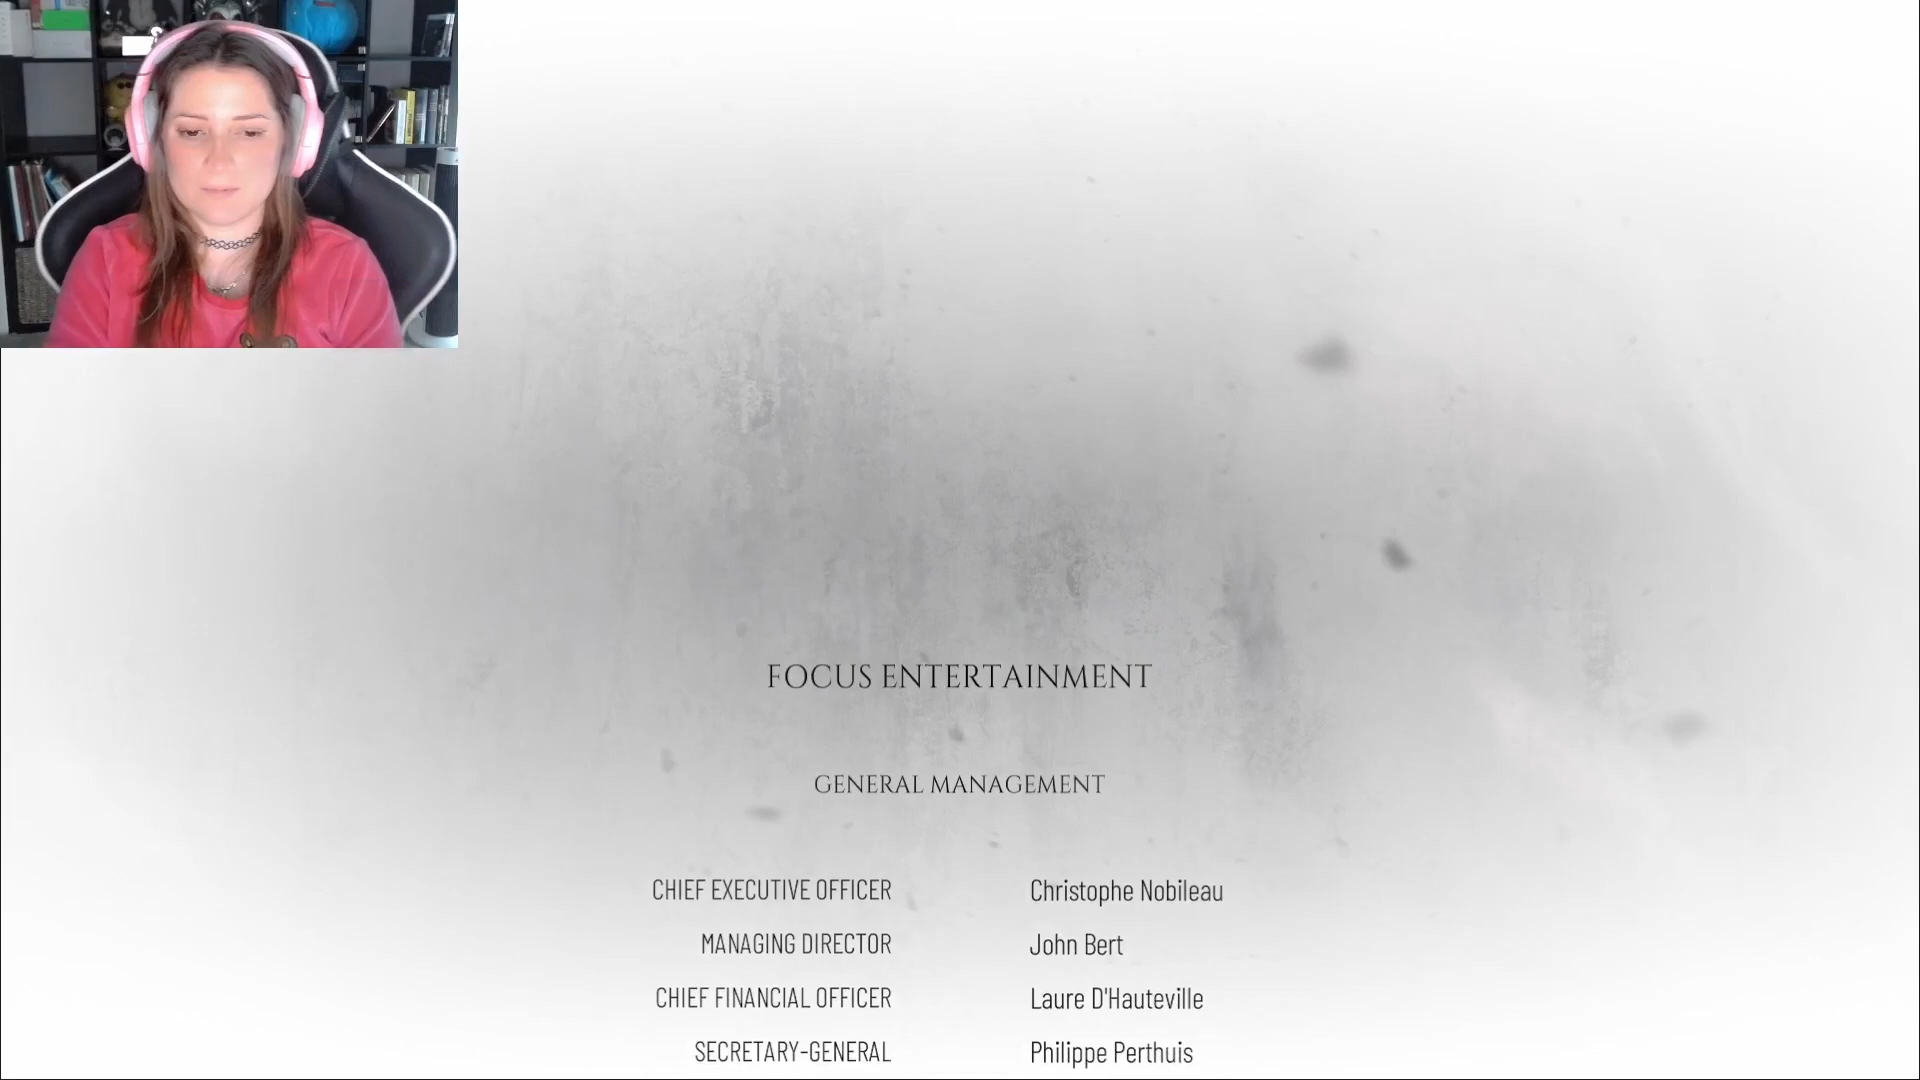 FOCUS ENTERTAINMENT
GENERAL MANAGEMENT
CHIEF EXECUTIVE OFFICER Christophe Nobileau
MANAGING DIRECTOR John Bert
CHIEF FINANCIAL OFFICER Laure D'Hauteville
SECRETARY-GENERAL Philippe Perthuis